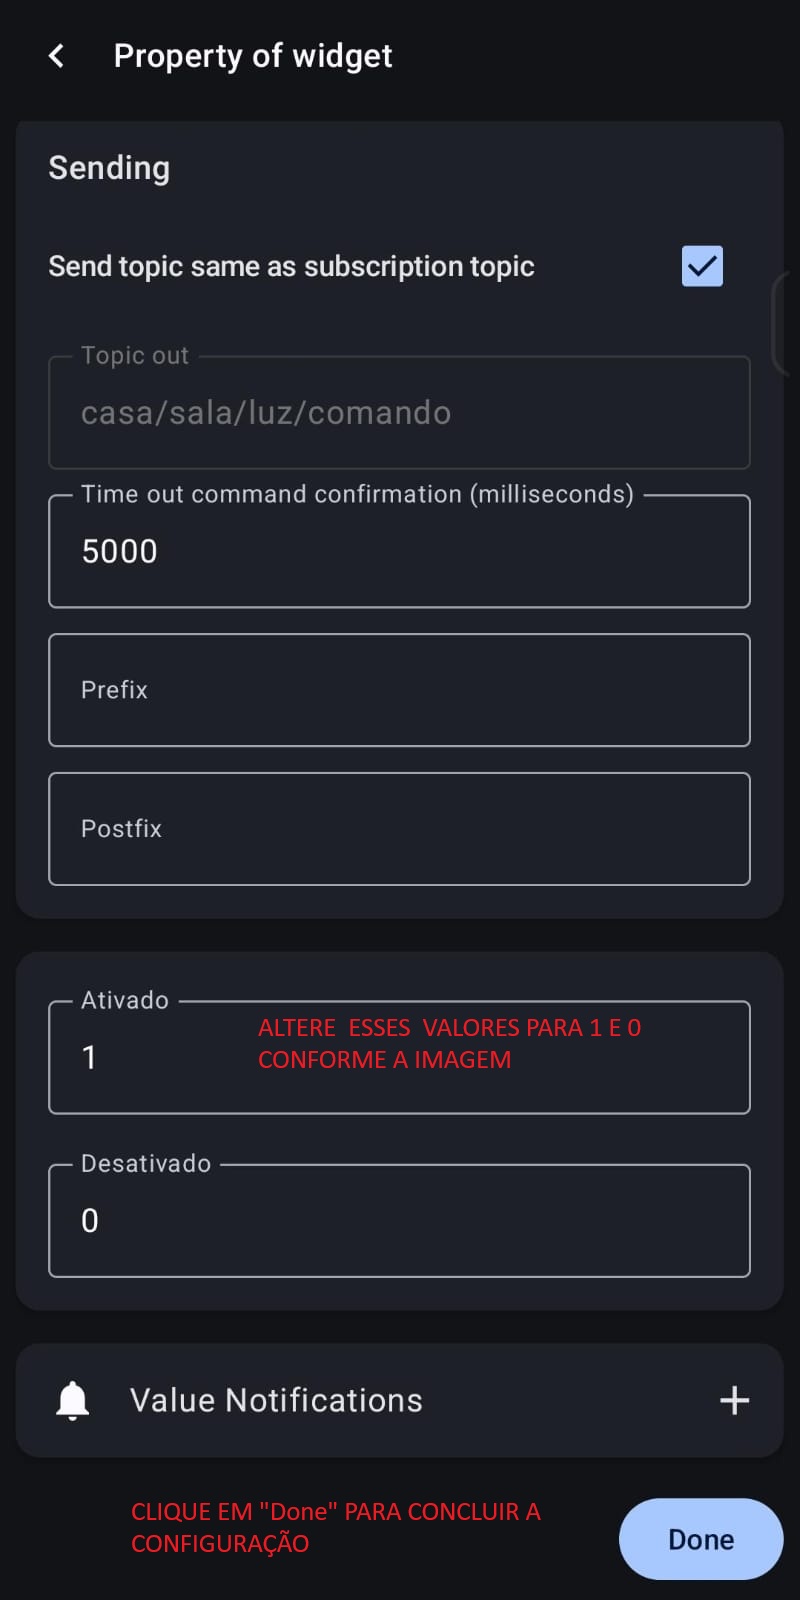 Property of widget
Sending
Send topic same as subscription topic
Topic out
casa/sala/luz/comando
Time out command confirmation (milliseconds)
5000
Prefix
Postfix
Ativado
1
ALTERE ESSES VALORES PARA 1 E 0
CONFORME A IMAGEM
Desativado
0
Value Notifications
CLIQUE EM "Done" PARA CONCLUIR A
CONFIGURAÇÃO
Done